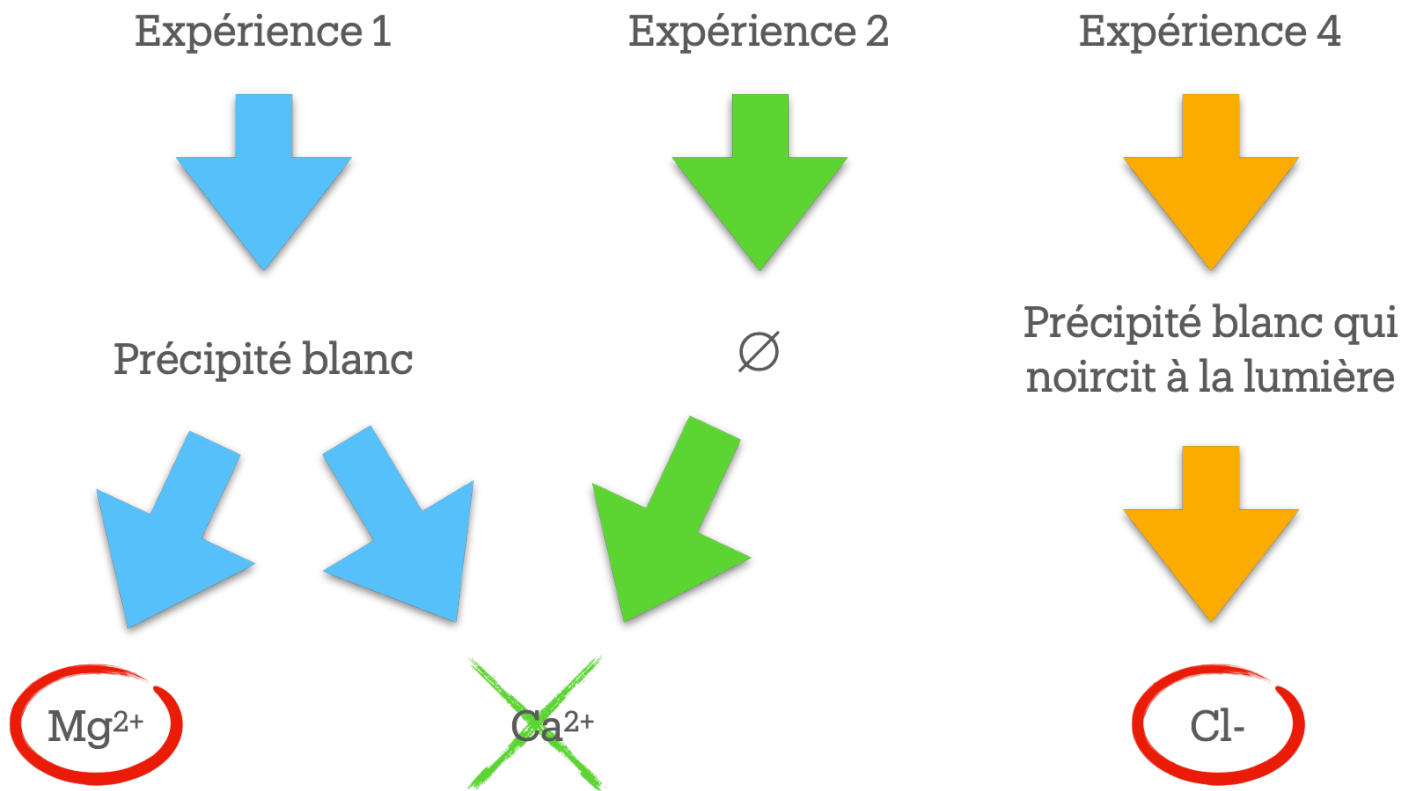 Expérience 1
Expérience 2
Expérience 4
Précipité blanc
∅
Précipité blanc qui
noircit à la lumière
Mg²⁺
Ca²⁺
Cl-